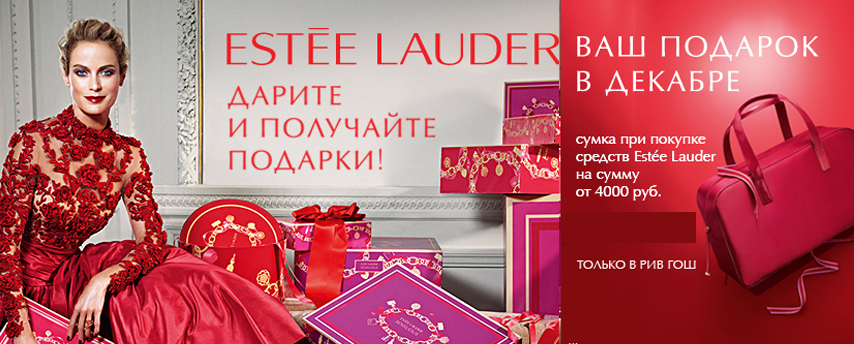 ESTĒE LAUDER
ДАРИТЕ
И ПОЛУЧАЙТЕ
ПОДАРКИ!
ВАШ ПОДАРОК
В ДЕКАБРЕ
сумка при покупке
средств Estée Lauder
на сумму
от 4000 руб.
ТОЛЬКО В РИВ ГОШ